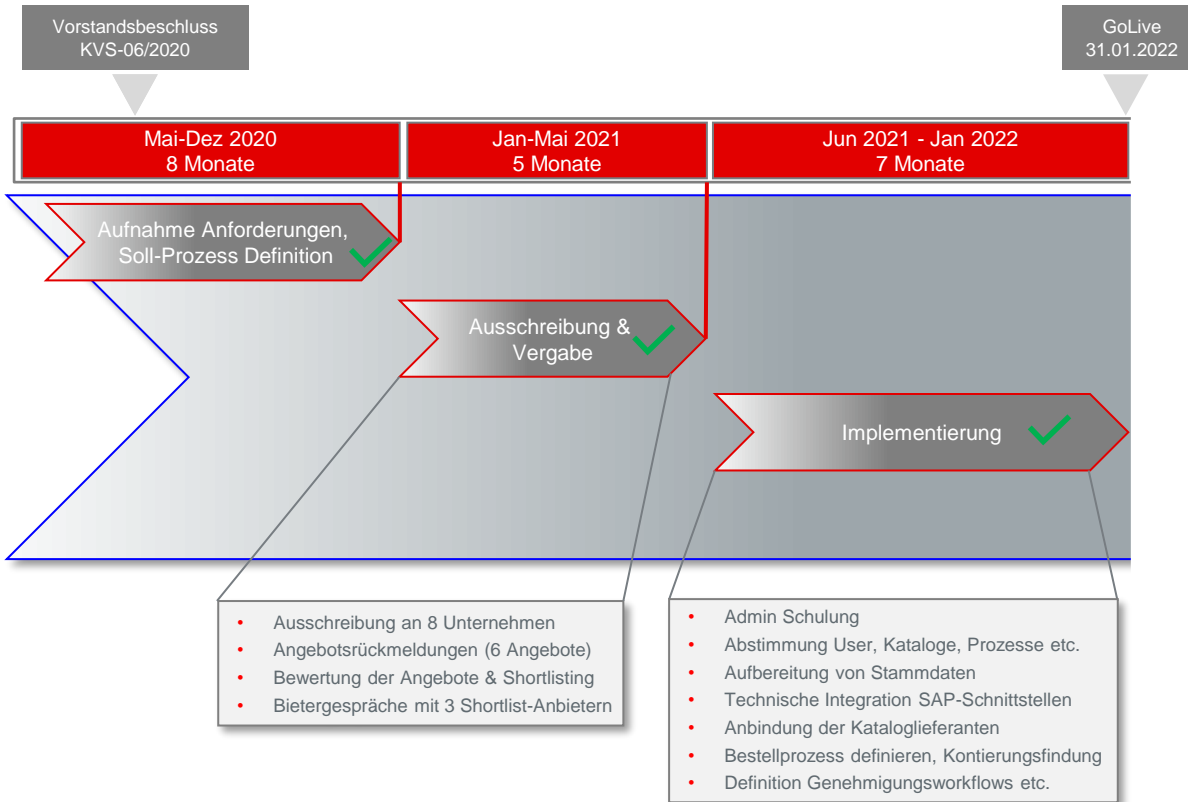 Vorstandsbeschluss
KVS-06/2020
GoLive
31.01.2022
Mai-Dez 2020
8 Monate
Jan-Mai 2021
5 Monate
Jun 2021 - Jan 2022
7 Monate
Aufnahme Anforderungen,
Soll-Prozess Definition
Ausschreibung &
Vergabe
Implementierung
• Ausschreibung an 8 Unternehmen
• Angebotsrückmeldungen (6 Angebote)
• Bewertung der Angebote & Shortlisting
• Bietergespräche mit 3 Shortlist-Anbietern
• Admin Schulung
• Abstimmung User, Kataloge, Prozesse etc.
• Aufbereitung von Stammdaten
• Technische Integration SAP-Schnittstellen
• Anbindung der Kataloglieferanten
• Bestellprozess definieren, Kontierungsfindung
• Definition Genehmigungsworkflows etc.